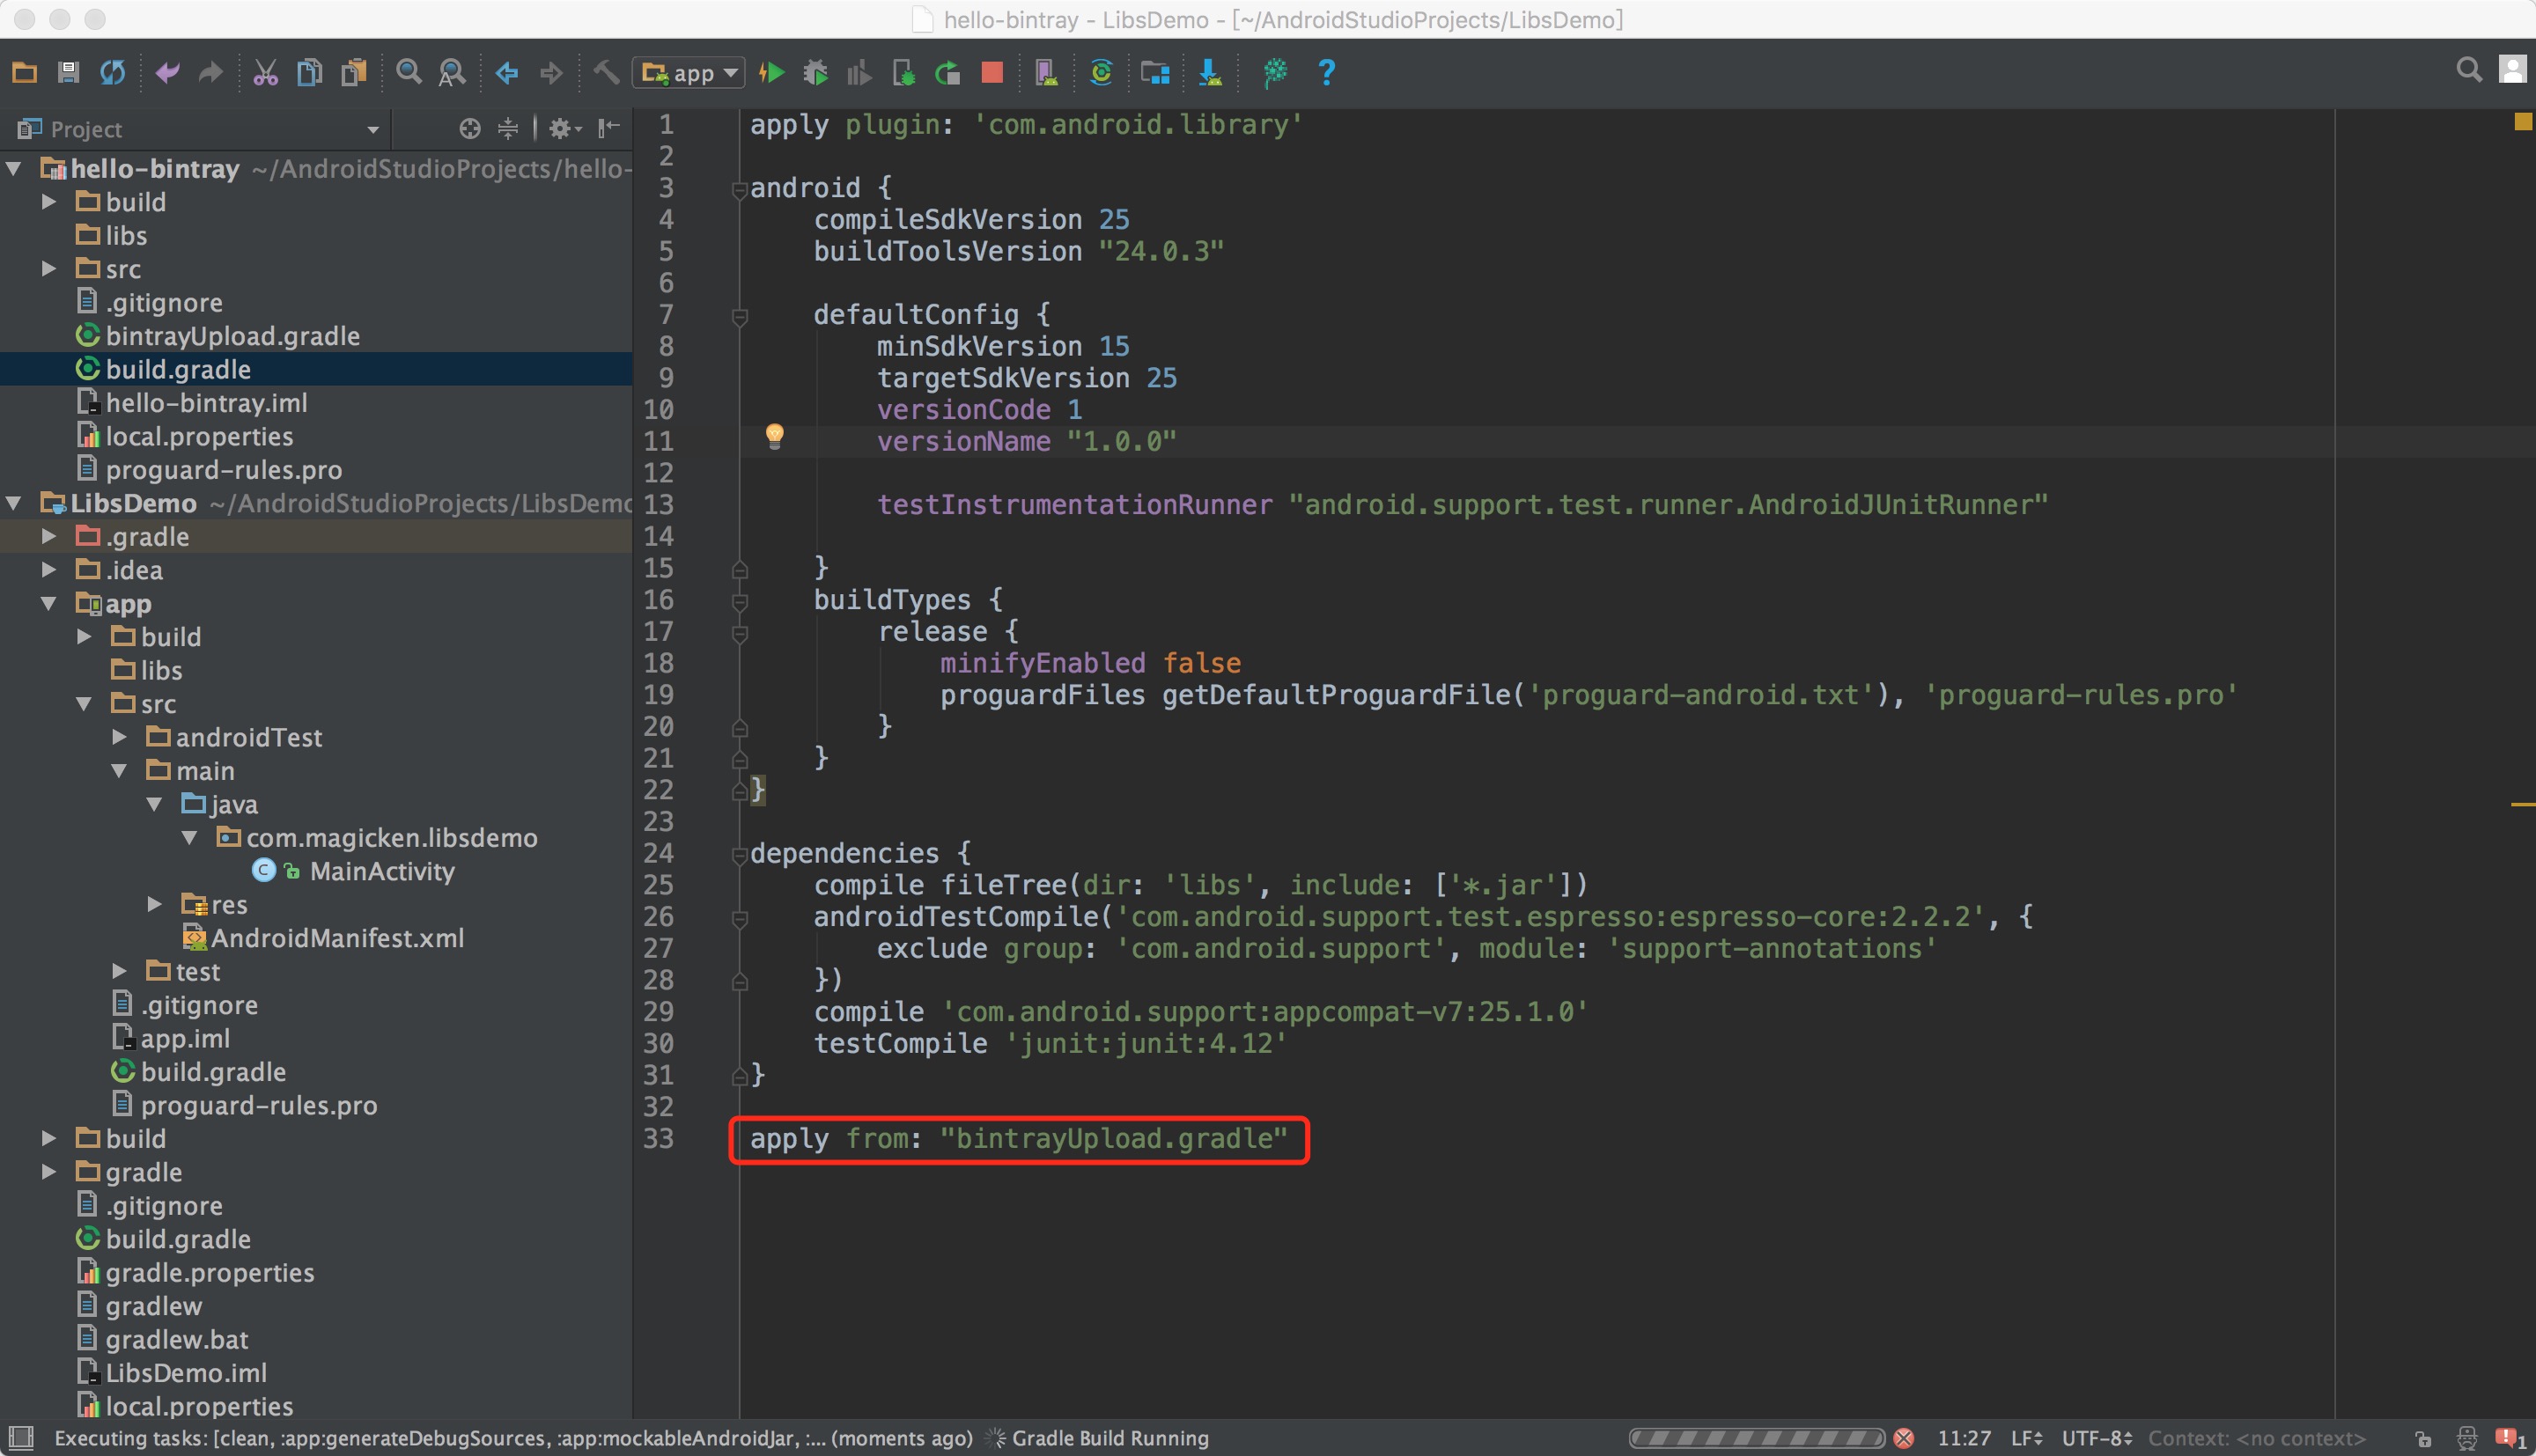 hello-bintray - LibsDemo - [~/AndroidStudioProjects/LibsDemo]
app
Project
hello-bintray ~/AndroidStudioProjects/hello-
build
libs
src
.gitignore
bintrayUpload.gradle
build.gradle
hello-bintray.iml
local.properties
proguard-rules.pro
LibsDemo ~/AndroidStudioProjects/LibsDemo
.gradle
.idea
app
build
libs
src
androidTest
main
java
com.magicken.libsdemo
MainActivity
res
AndroidManifest.xml
test
.gitignore
app.iml
build.gradle
proguard-rules.pro
build
gradle
.gitignore
build.gradle
gradle.properties
gradlew
gradlew.bat
LibsDemo.iml
local.properties
1 apply plugin: 'com.android.library'
2
3 android {
4 compileSdkVersion 25
5 buildToolsVersion "24.0.3"
6
7 defaultConfig {
8 minSdkVersion 15
9 targetSdkVersion 25
10 versionCode 1
11 versionName "1.0.0"
12
13 testInstrumentationRunner "android.support.test.runner.AndroidJUnitRunner"
14
15 }
16 buildTypes {
17 release {
18 minifyEnabled false
19 proguardFiles getDefaultProguardFile('proguard-android.txt'), 'proguard-rules.pro'
20 }
21 }
22 }
23
24 dependencies {
25 compile fileTree(dir: 'libs', include: ['*.jar'])
26 androidTestCompile('com.android.support.test.espresso:espresso-core:2.2.2', {
27 exclude group: 'com.android.support', module: 'support-annotations'
28 })
29 compile 'com.android.support:appcompat-v7:25.1.0'
30 testCompile 'junit:junit:4.12'
31 }
32
33 apply from: "bintrayUpload.gradle"
Executing tasks: [clean, :app:generateDebugSources, :app:mockableAndroidJar, :... (moments ago) Gradle Build Running 11:27 LF UTF-8 Context: <no context> 1